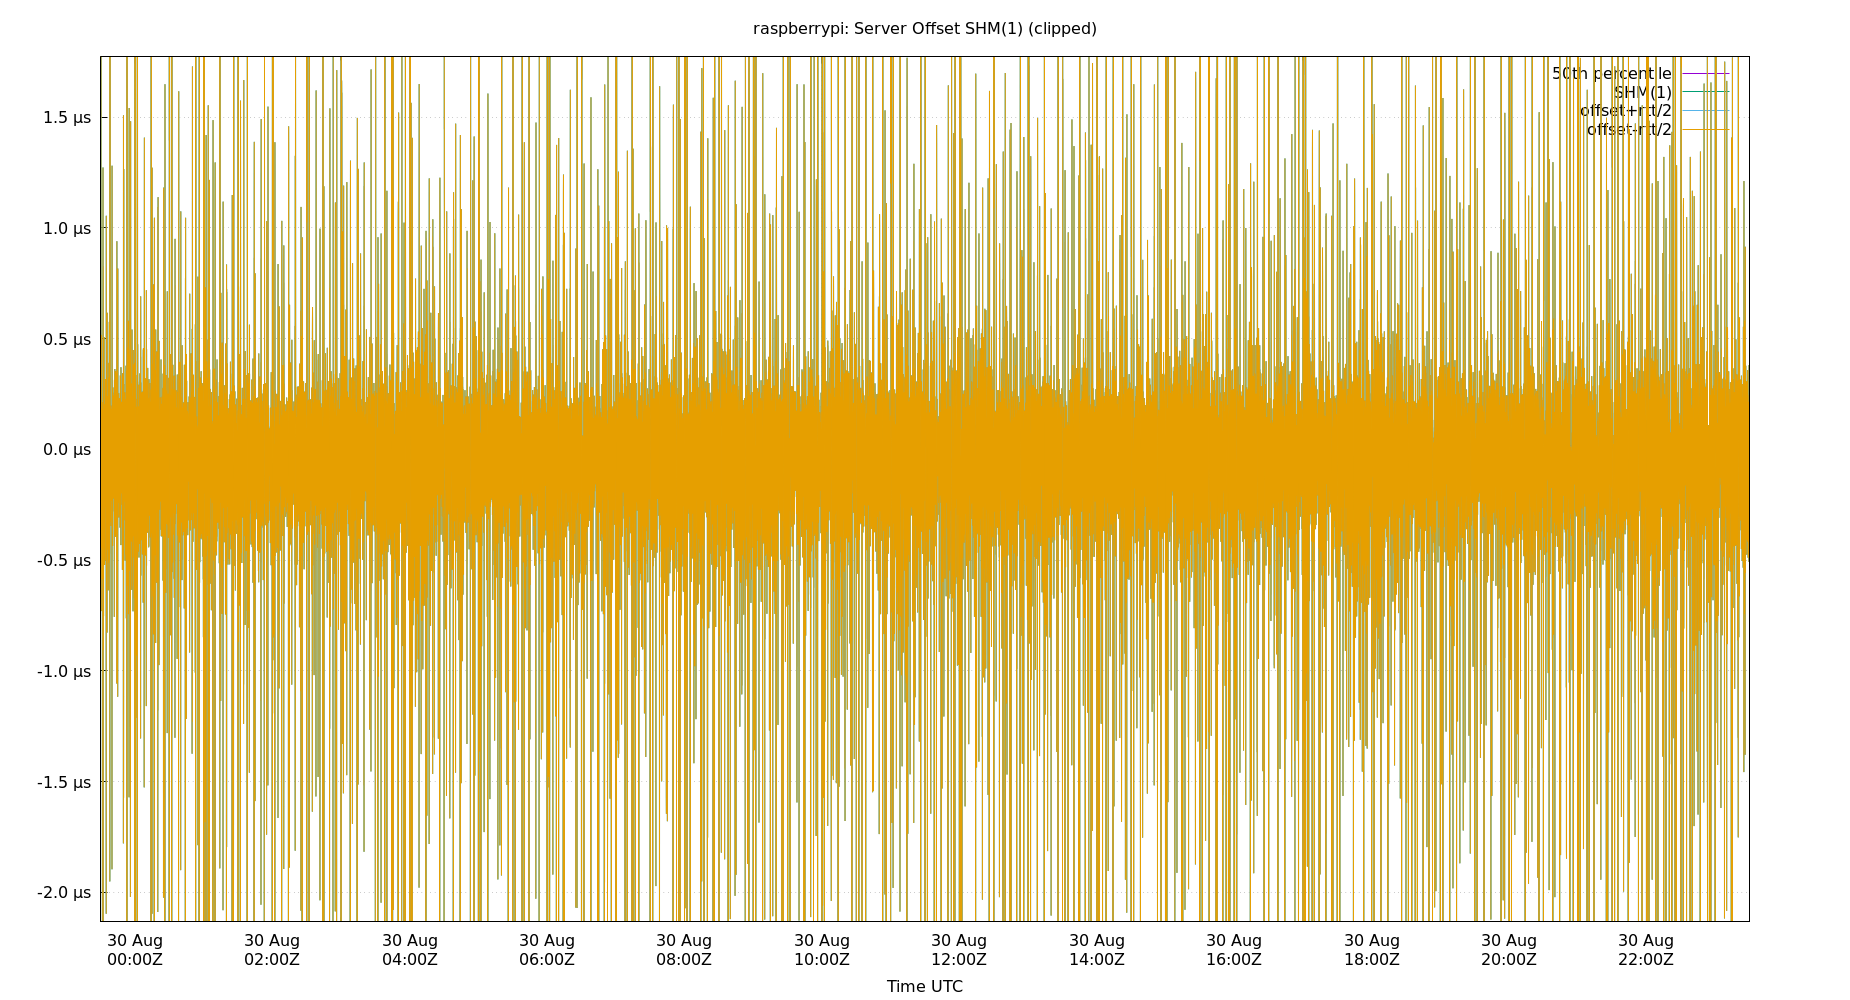 raspberrypi: Server Offset SHM(1) (clipped)
50th percentile
SHM(1)
offset+rtt/2
offset-rtt/2
1.5 µs
1.0 µs
0.5 µs
0.0 µs
-0.5 µs
-1.0 µs
-1.5 µs
-2.0 µs
30 Aug 30 Aug 30 Aug 30 Aug 30 Aug 30 Aug 30 Aug 30 Aug 30 Aug 30 Aug 30 Aug 30 Aug
00:00Z 02:00Z 04:00Z 06:00Z 08:00Z 10:00Z 12:00Z 14:00Z 16:00Z 18:00Z 20:00Z 22:00Z
Time UTC